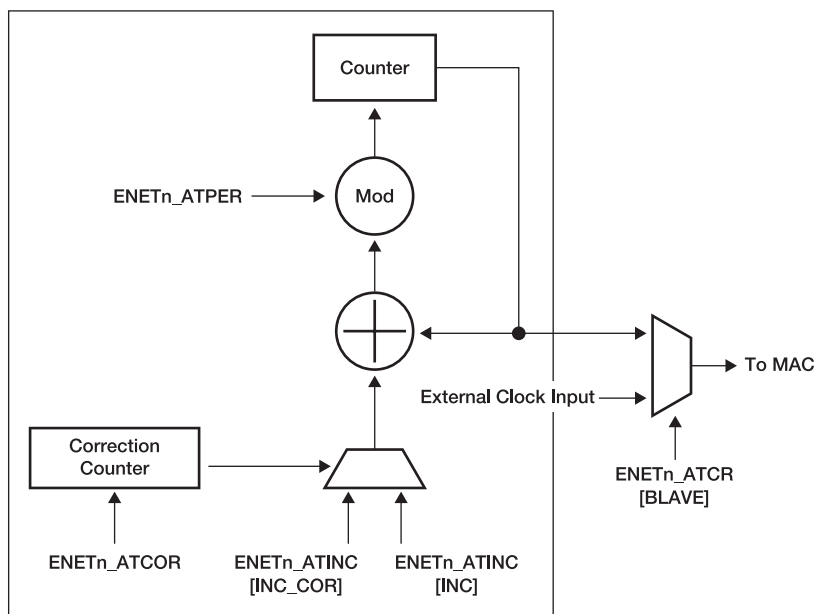 Counter
ENETn_ATPER
Mod
External Clock Input
To MAC
Correction
Counter
ENETn_ATCR
[BLAVE]
ENETn_ATCOR
ENETn_ATINC
[INC_COR]
ENETn_ATINC
[INC]